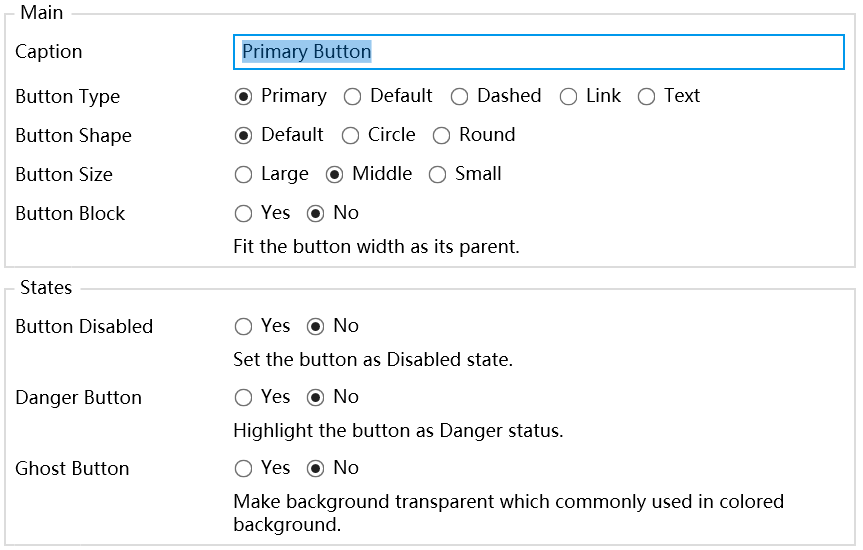 Main
Caption Primary Button
Button Type Primary Default Dashed Link Text
Button Shape Default Circle Round
Button Size Large Middle Small
Button Block Yes No
Fit the button width as its parent.
States
Button Disabled Yes No
Set the button as Disabled state.
Danger Button Yes No
Highlight the button as Danger status.
Ghost Button Yes No
Make background transparent which commonly used in colored
background.